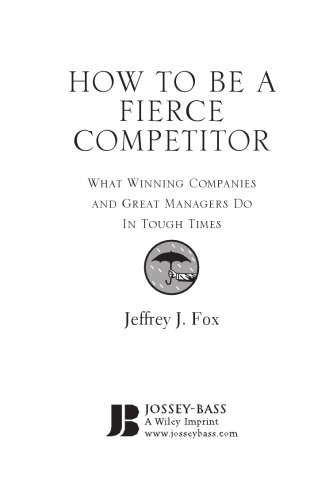 HOW TO BE A
FIERCE
COMPETITOR
WHAT WINNING COMPANIES
AND GREAT MANAGERS DO
IN TOUGH TIMES
Jeffrey J. Fox
JB
JOSSEY-BASS
A Wiley Imprint
www.josseybass.com